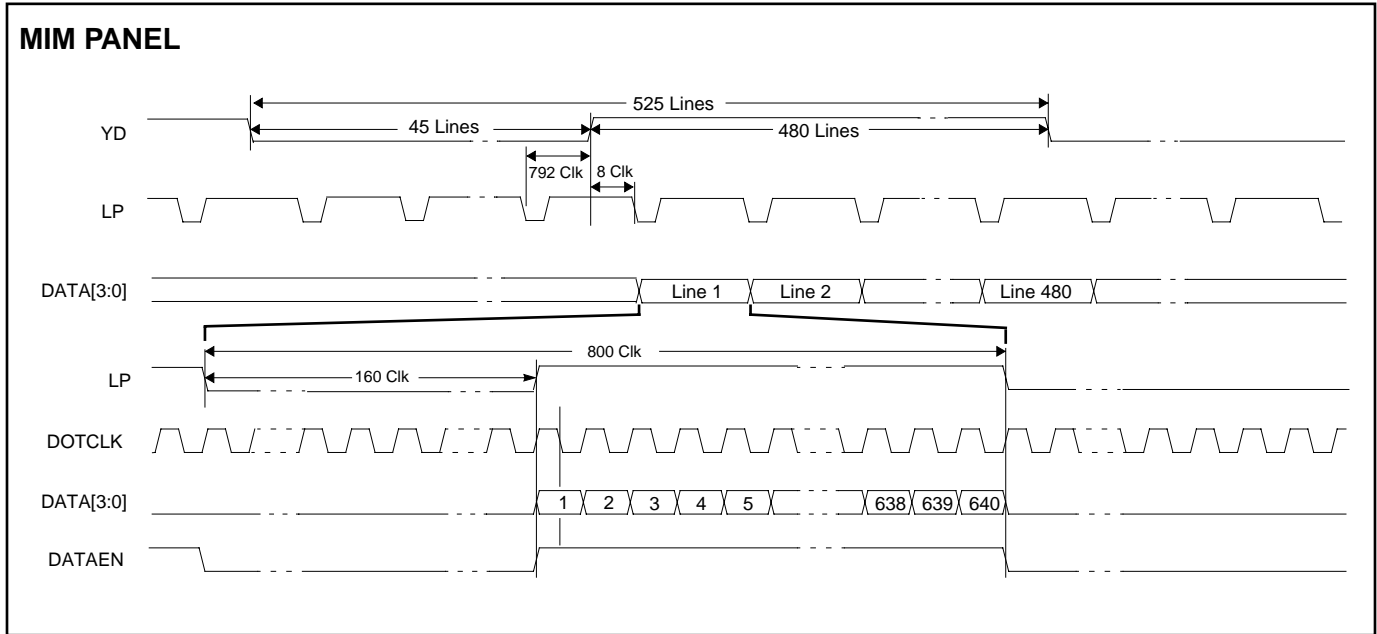 MIM PANEL
525 Lines
YD
45 Lines
480 Lines
792 Clk
8 Clk
LP
DATA[3:0]
Line 1
Line 2
Line 480
800 Clk
LP
160 Clk
DOTCLK
DATA[3:0]
1 2 3 4 5 638 639 640
DATAEN